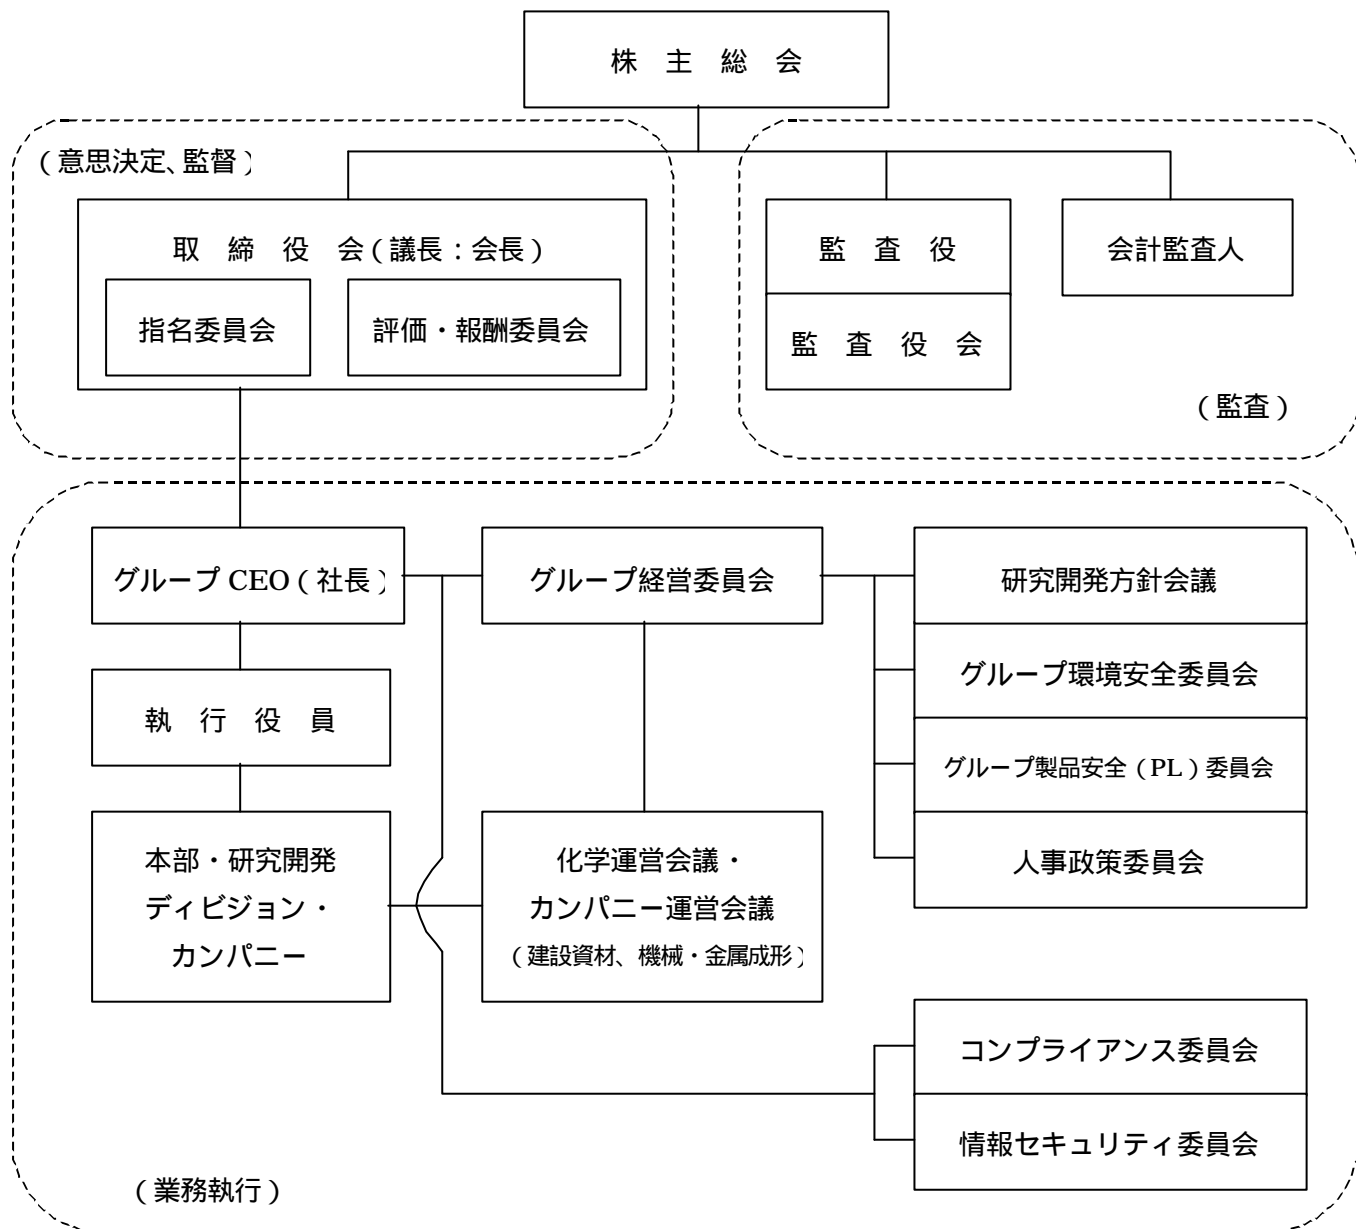 株 主 総 会
（意思決定、監督）
取 締 役 会（議長：会長）
指名委員会
評価・報酬委員会
監 査 役
監 査 役 会
会計監査人
（監査）
グループ CEO（社長）
グループ経営委員会
研究開発方針会議
グループ環境安全委員会
グループ製品安全（PL）委員会
人事政策委員会
執 行 役 員
本部・研究開発
ディビジョン・
カンパニー
化学運営会議・
カンパニー運営会議
（建設資材、機械・金属成形）
コンプライアンス委員会
情報セキュリティ委員会
（業務執行）